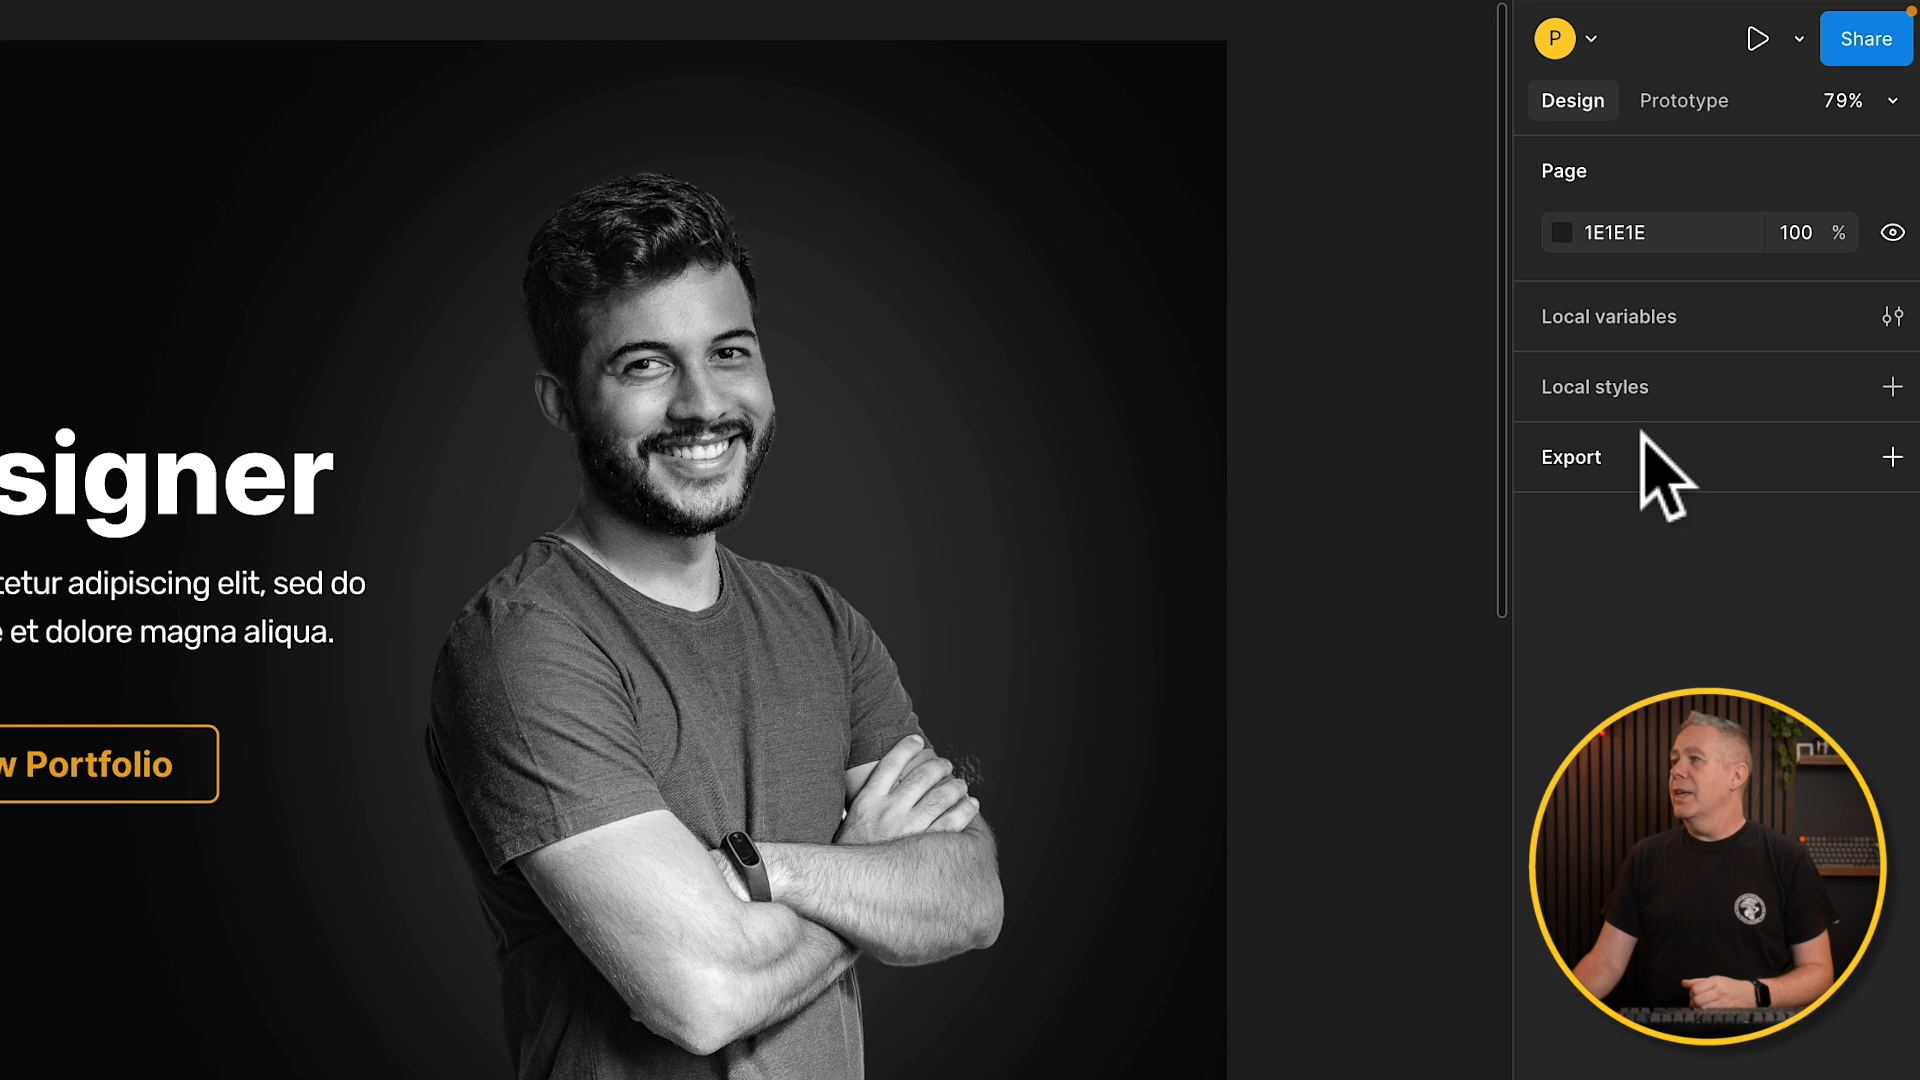 P
Share
Design Prototype 79%
Page
1E1E1E 100 %
Local variables
Local styles
Export
signer
tetur adipiscing elit, sed do
e et dolore magna aliqua.
w Portfolio